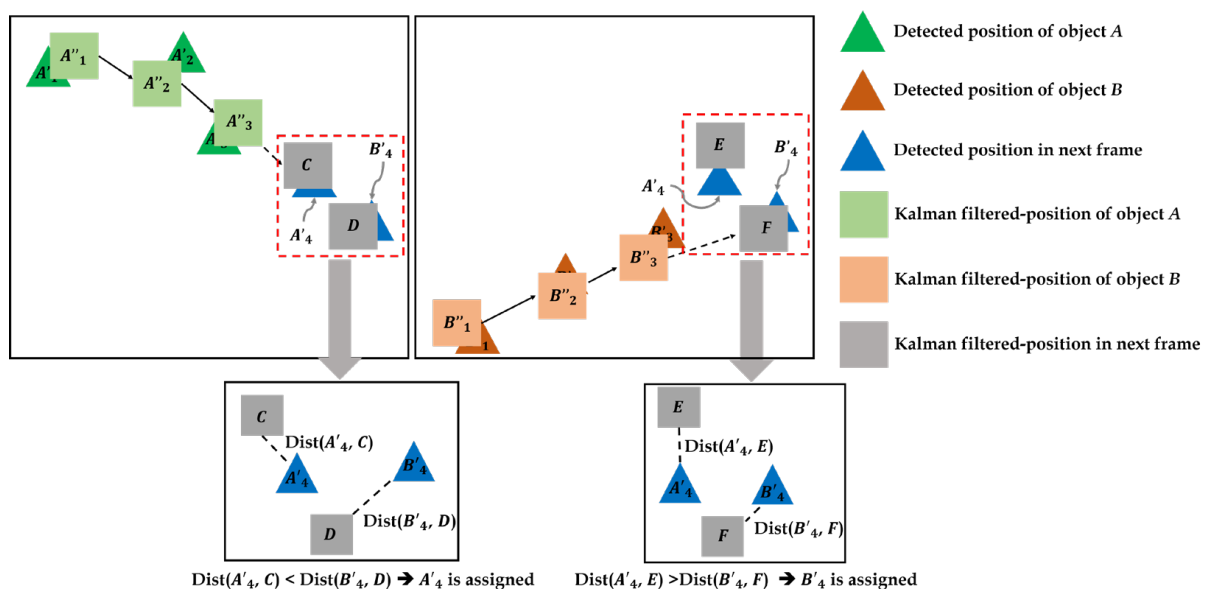 A'1
A''1
A'2
A''2
A''3
C
B'4
D
A'4
E
B'4
A'4
F
B'3
B''3
B''2
B''1
Detected position of object A
Detected position of object B
Detected position in next frame
Kalman filtered-position of object A
Kalman filtered-position of object B
Kalman filtered-position in next frame
C
Dist(A'4, C)
A'4
B'4
D
Dist(B'4, D)
E
Dist(A'4, E)
A'4
B'4
F
Dist(B'4, F)
Dist(A'4, C) < Dist(B'4, D) ➔ A'4 is assigned
Dist(A'4, E) >Dist(B'4, F) ➔ B'4 is assigned